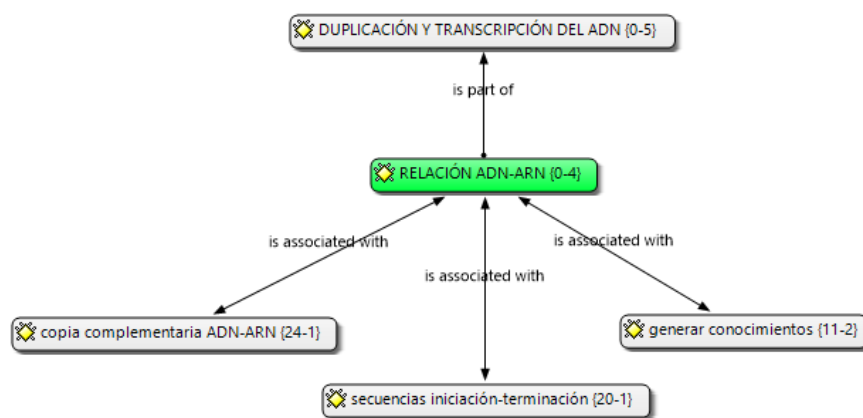 DUPLICACIÓN Y TRANSCRIPCIÓN DEL ADN {0-5}
is part of
RELACIÓN ADN-ARN {0-4}
is associated with
is associated with
is associated with
copia complementaria ADN-ARN {24-1}
generar conocimientos {11-2}
secuencias iniciación-terminación {20-1}